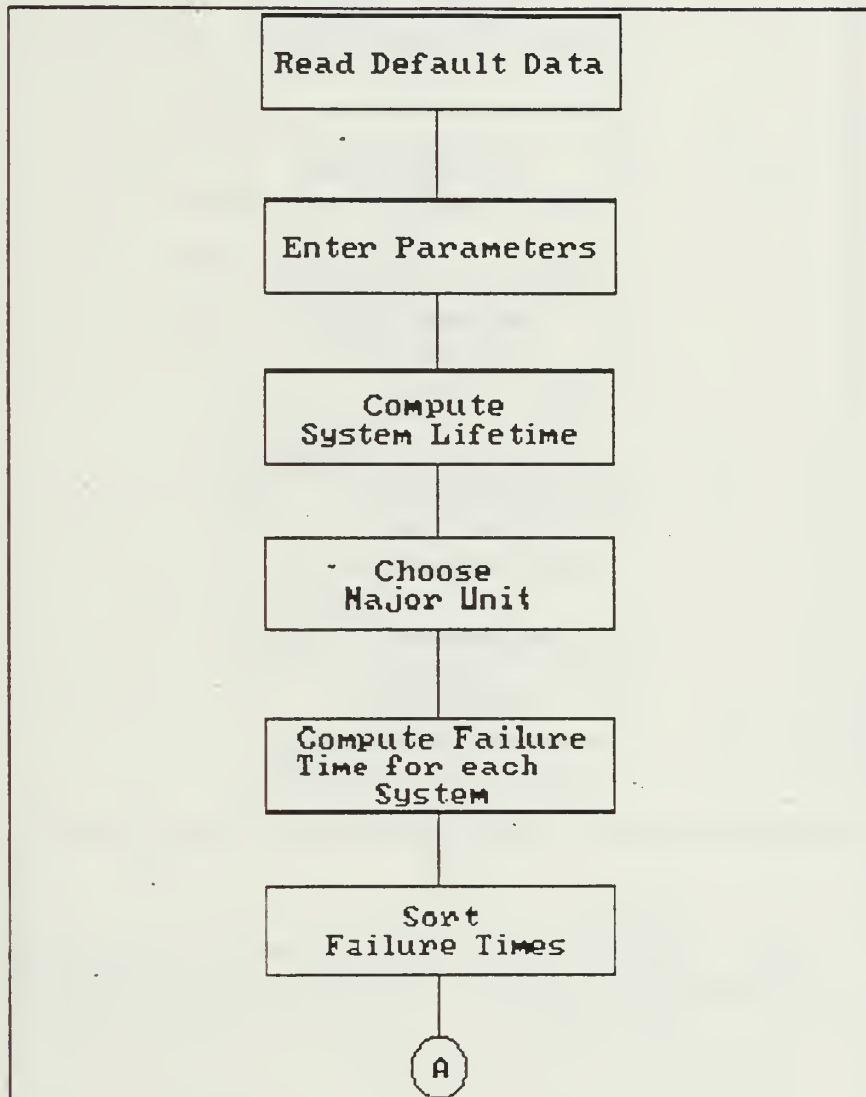 Read Default Data
Enter Parameters
Compute
System Lifetime
Choose
Major Unit
Compute Failure
Time for each
System
Sort
Failure Times
A